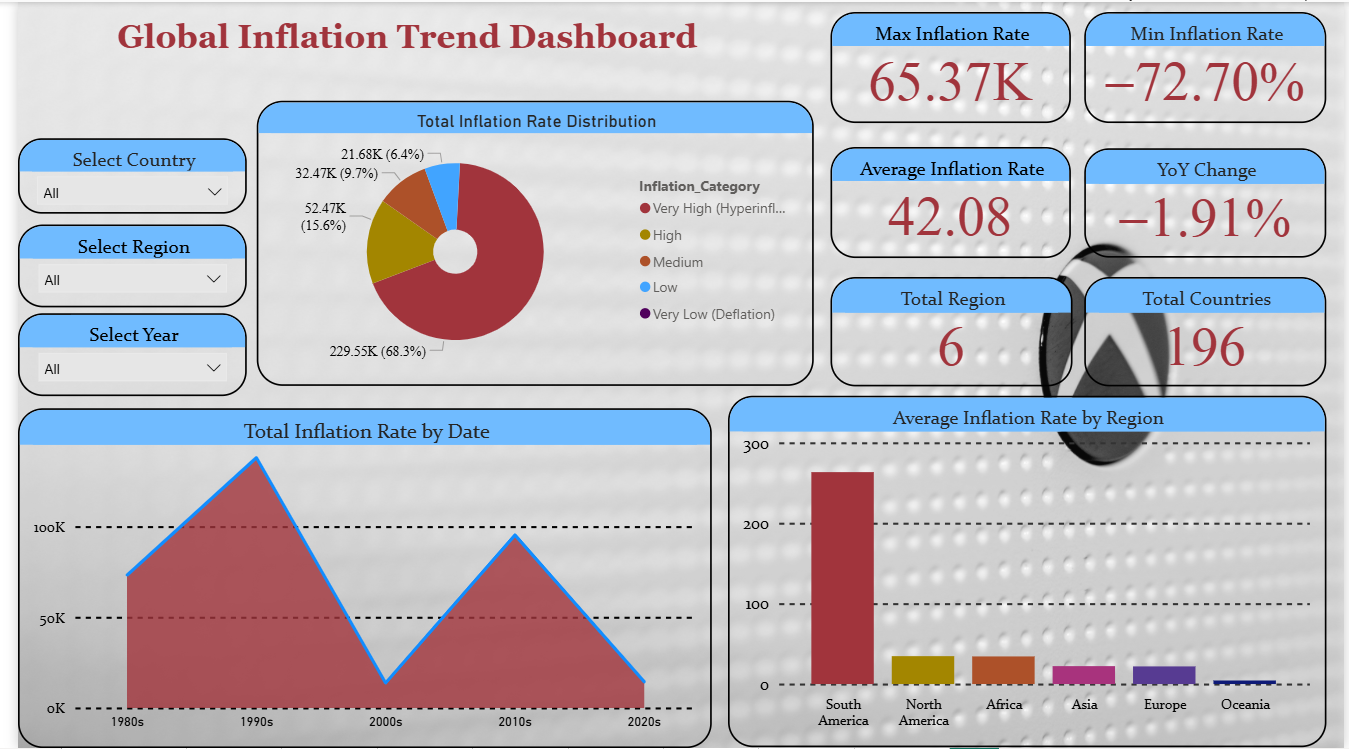 Global Inflation Trend Dashboard
Max Inflation Rate
65.37K
Min Inflation Rate
−72.70%
Select Country
All
Select Region
All
Select Year
All
Total Inflation Rate Distribution
21.68K (6.4%)
32.47K (9.7%)
52.47K
(15.6%)
229.55K (68.3%)
Inflation_Category
Very High (Hyperinfl...
High
Medium
Low
Very Low (Deflation)
Average Inflation Rate
42.08
YoY Change
−1.91%
Total Region
6
Total Countries
196
Total Inflation Rate by Date
100K
50K
0K
1980s
1990s
2000s
2010s
2020s
Average Inflation Rate by Region
300
200
100
0
South
America
North
America
Africa
Asia
Europe
Oceania